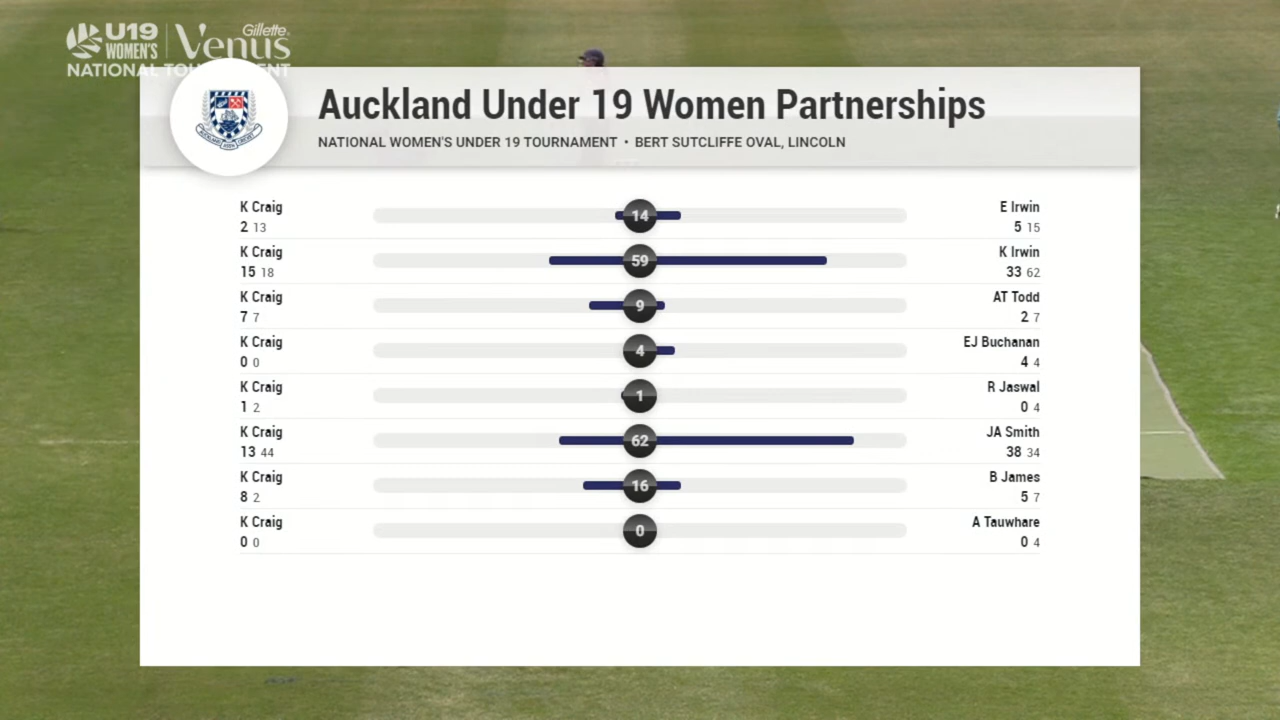 U19
WOMEN'S
Gillette
Venus
NATIONAL
Auckland Under 19 Women Partnerships
NATIONAL WOMEN'S UNDER 19 TOURNAMENT • BERT SUTCLIFFE OVAL, LINCOLN
K Craig 14 E Irwin
2 13 5 15
K Craig 59 K Irwin
15 18 33 62
K Craig 9 AT Todd
7 7 2 7
K Craig 4 EJ Buchanan
0 0 4 4
K Craig 1 R Jaswal
1 2 0 4
K Craig 62 JA Smith
13 44 38 34
K Craig 16 B James
8 2 5 7
K Craig 0 A Tauwhare
0 0 0 4